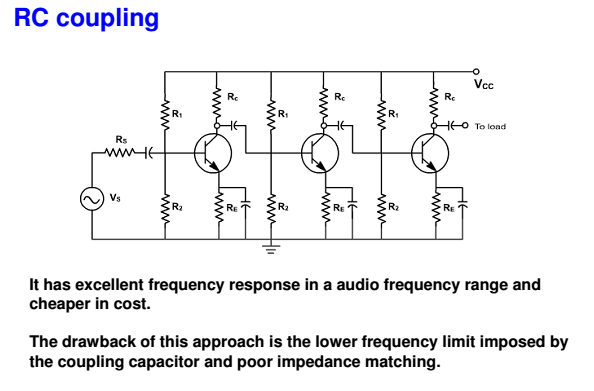 RC coupling
Rc Rc Rc VCC
R1 R1 R1 To load
RS
VS R2 RE R2 RE R2 RE
It has excellent frequency response in a audio frequency range and
cheaper in cost.
The drawback of this approach is the lower frequency limit imposed by
the coupling capacitor and poor impedance matching.